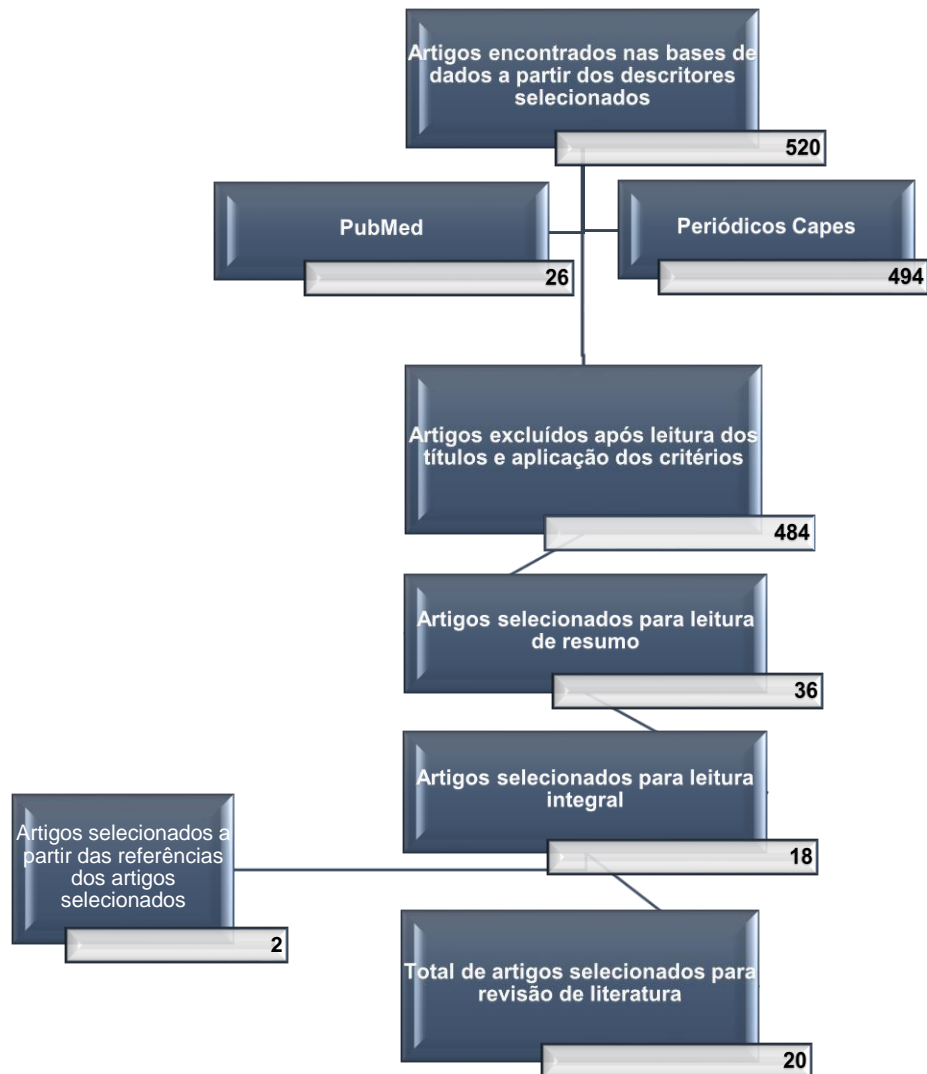 Artigos encontrados nas bases de
dados a partir dos descritores
selecionados
520
PubMed
26
Periódicos Capes
494
Artigos excluídos após leitura dos
títulos e aplicação dos critérios
484
Artigos selecionados para leitura
de resumo
36
Artigos selecionados para leitura
integral
18
Artigos selecionados a
partir das referências
dos artigos
selecionados
2
Total de artigos selecionados para
revisão de literatura
20